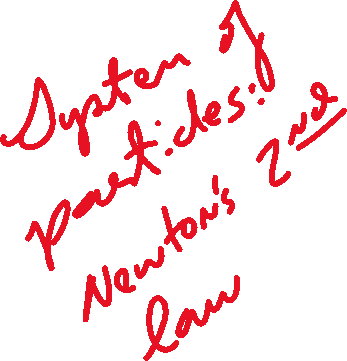 System of
particles:
Newton's 2nd
law